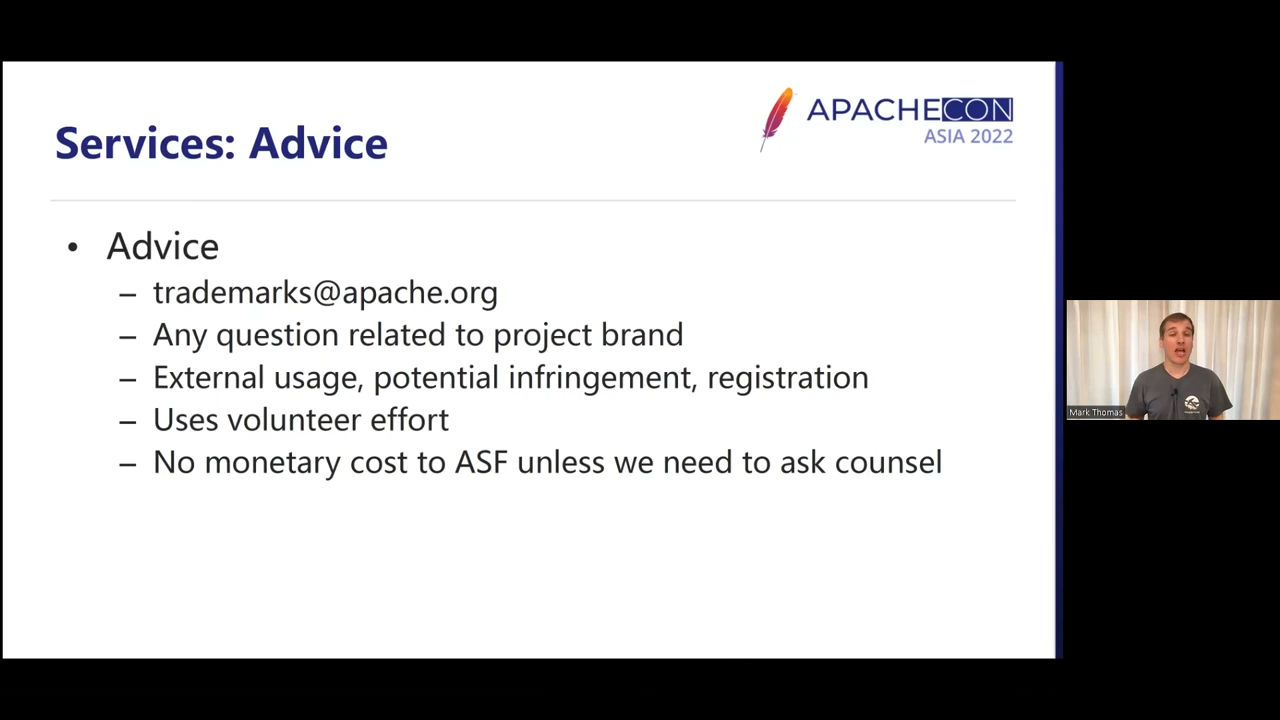 APACHECON
ASIA 2022
Services: Advice
• Advice
– trademarks@apache.org
– Any question related to project brand
– External usage, potential infringement, registration
– Uses volunteer effort
– No monetary cost to ASF unless we need to ask counsel
Mark Thomas